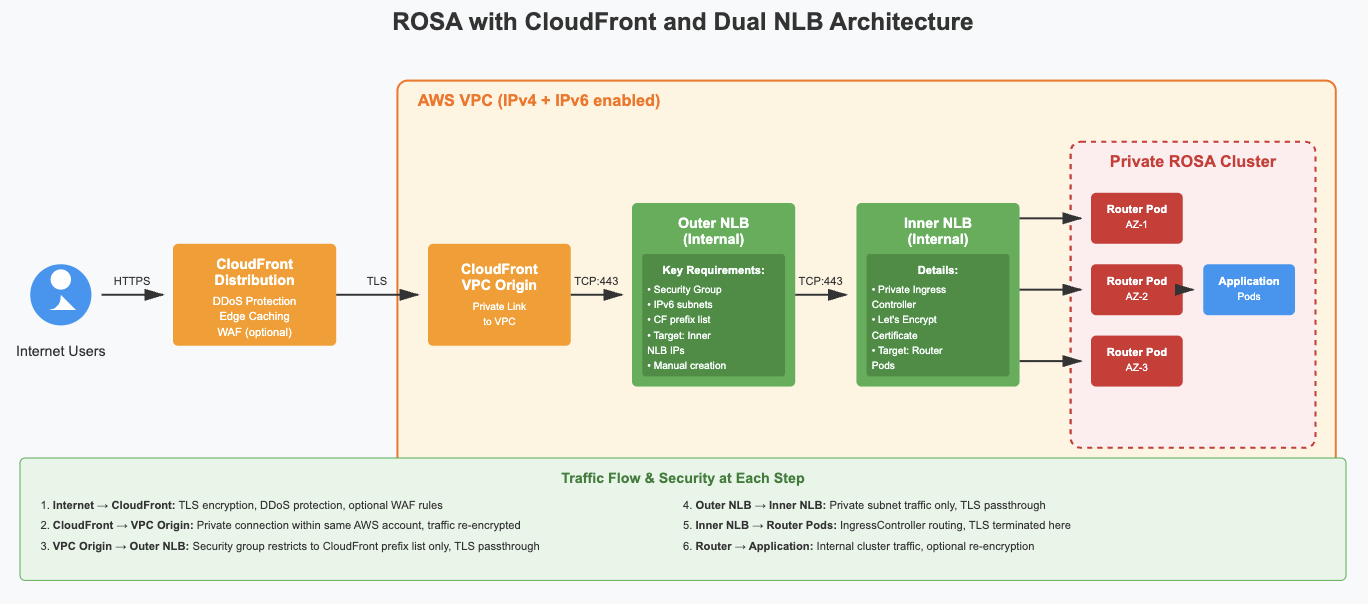 ROSA with CloudFront and Dual NLB Architecture
AWS VPC (IPv4 + IPv6 enabled)
Internet Users
HTTPS
CloudFront
Distribution
DDoS Protection
Edge Caching
WAF (optional)
TLS
CloudFront
VPC Origin
Private Link
to VPC
TCP:443
Outer NLB
(Internal)
Key Requirements:
• Security Group
• IPv6 subnets
• CF prefix list
• Target: Inner
NLB IPs
• Manual creation
TCP:443
Inner NLB
(Internal)
Details:
• Private Ingress
Controller
• Let's Encrypt
Certificate
• Target: Router
Pods
Private ROSA Cluster
Router Pod
AZ-1
Router Pod
AZ-2
Router Pod
AZ-3
Application
Pods
Traffic Flow & Security at Each Step
1. Internet → CloudFront: TLS encryption, DDoS protection, optional WAF rules
2. CloudFront → VPC Origin: Private connection within same AWS account, traffic re-encrypted
3. VPC Origin → Outer NLB: Security group restricts to CloudFront prefix list only, TLS passthrough
4. Outer NLB → Inner NLB: Private subnet traffic only, TLS passthrough
5. Inner NLB → Router Pods: IngressController routing, TLS terminated here
6. Router → Application: Internal cluster traffic, optional re-encryption